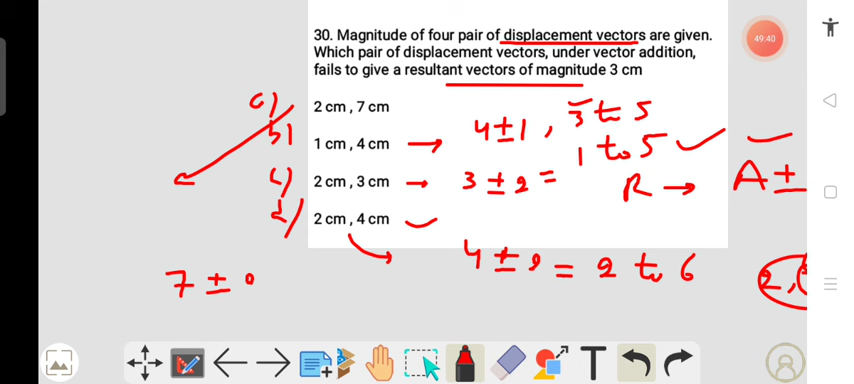 49:40
30. Magnitude of four pair of displacement vectors are given.
Which pair of displacement vectors, under vector addition,
fails to give a resultant vectors of magnitude 3 cm
a) 2 cm , 7 cm
b) 1 cm , 4 cm → 4 ± 1 , 3 to 5
c) 2 cm , 3 cm → 3 ± 2 = 1 to 5 ✓
R → A ±
d) 2 cm , 4 cm
4 ± 2 = 2 to 6
2,
7 ±
T